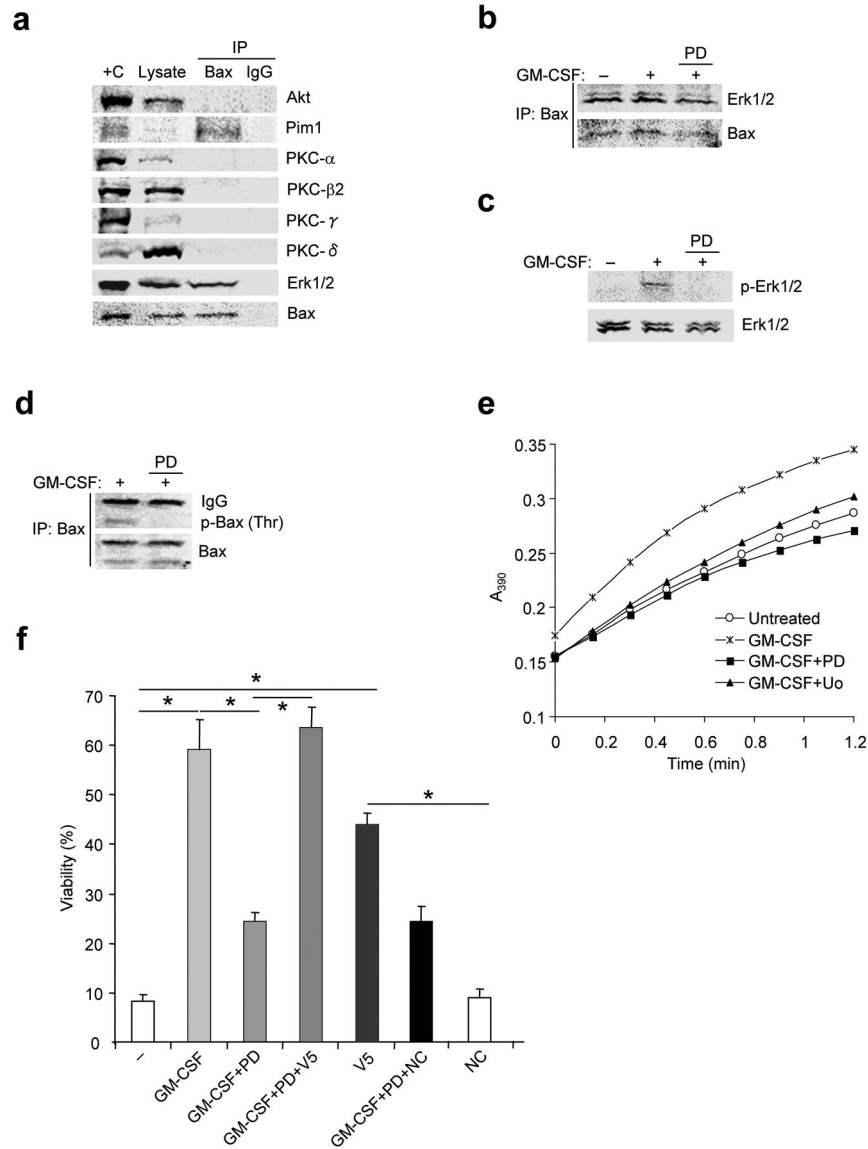 a
IP
+C Lysate Bax IgG
Akt
Pim1
PKC-α
PKC-β2
PKC-γ
PKC-δ
Erk1/2
Bax
b
PD
GM-CSF: – + +
IP: Bax
Erk1/2
Bax
c
PD
GM-CSF: – + +
p-Erk1/2
Erk1/2
d
PD
GM-CSF: + +
IP: Bax
IgG
p-Bax (Thr)
Bax
e
0.35
0.3
0.25
0.2
0.15
0.1
A390
Untreated
GM-CSF
GM-CSF+PD
GM-CSF+Uo
0 0.2 0.4 0.6 0.8 1 1.2
Time (min)
f
70
60
50
40
30
20
10
0
Viability (%)
*
* * *
*
–
GM-CSF
GM-CSF+PD
GM-CSF+PD+V5
V5
GM-CSF+PD+NC
NC